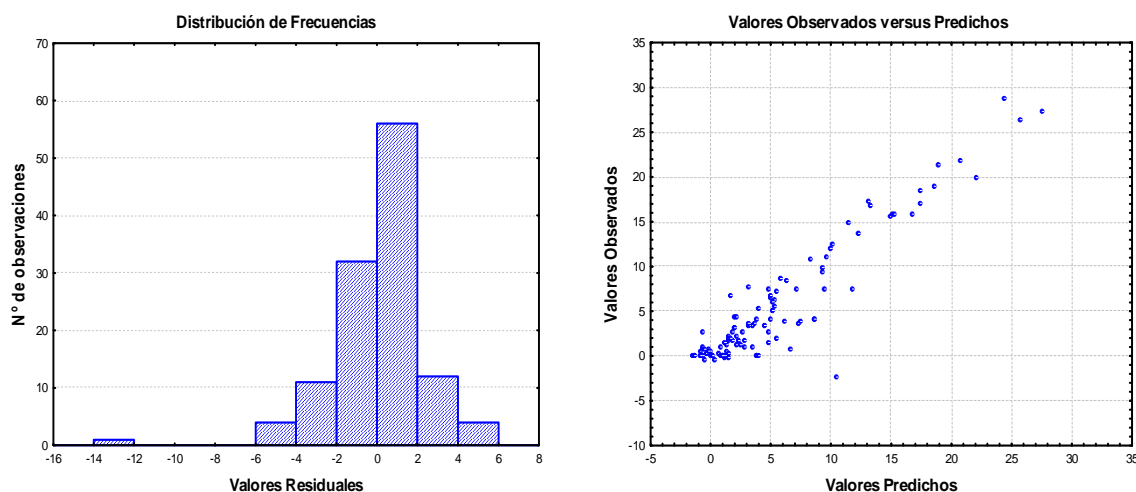 Distribución de Frecuencias
70
60
50
40
30
20
10
0
-16 -14 -12 -10 -8 -6 -4 -2 0 2 4 6 8
N° de observaciones
Valores Residuales
Valores Observados versus Predichos
35
30
25
20
15
10
5
0
-5
-10
-5 0 5 10 15 20 25 30 35
Valores Observados
Valores Predichos